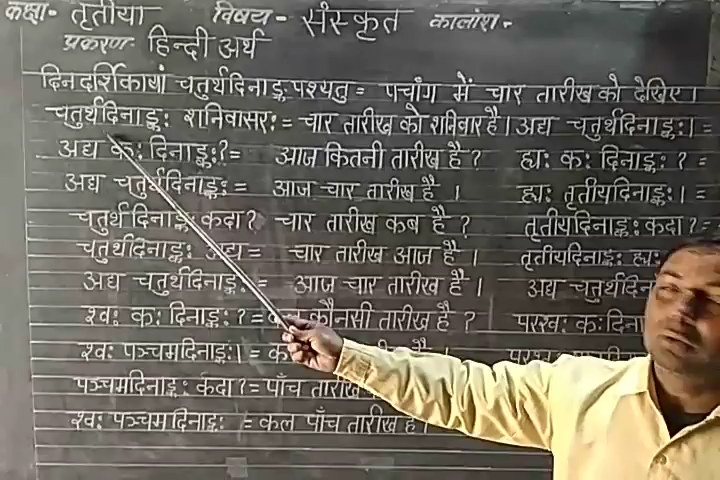 कक्षा- तृतीया विषय- संस्कृत कालांश-
प्रकरण- हिन्दी अर्थ
दिनदर्शिकायां चतुर्थदिनाङ्कः पश्यतु = पचांग में चार तारीख को देखिए।
चतुर्थदिनाङ्कः शनिवासरः = चार तारीख को शनिवार है। अद्य चतुर्थदिनाङ्कः। =
अद्य कः दिनाङ्कः? = आज कितनी तारीख है? ह्यः कः दिनाङ्कः? =
अद्य चतुर्थदिनाङ्कः = आज चार तारीख है। ह्यः तृतीयदिनाङ्कः। =
चतुर्थदिनाङ्कः कदा? चार तारीख कब है? तृतीयदिनाङ्कः कदा? =
चतुर्थदिनाङ्कः अद्य = चार तारीख आज है। तृतीयदिनाङ्कः ह्यः
अद्य चतुर्थदिनाङ्कः = आज चार तारीख है। अद्य चतुर्थदिन
श्वः कः दिनाङ्कः? = कौनसी तारीख है? परश्वः कः दिना
श्वः पञ्चमदिनाङ्कः। = है।
पञ्चमदिनाङ्कः कदा? = पाँच तारीख
श्वः पञ्चमदिनाङ्कः = कल पाँच तारीख है।